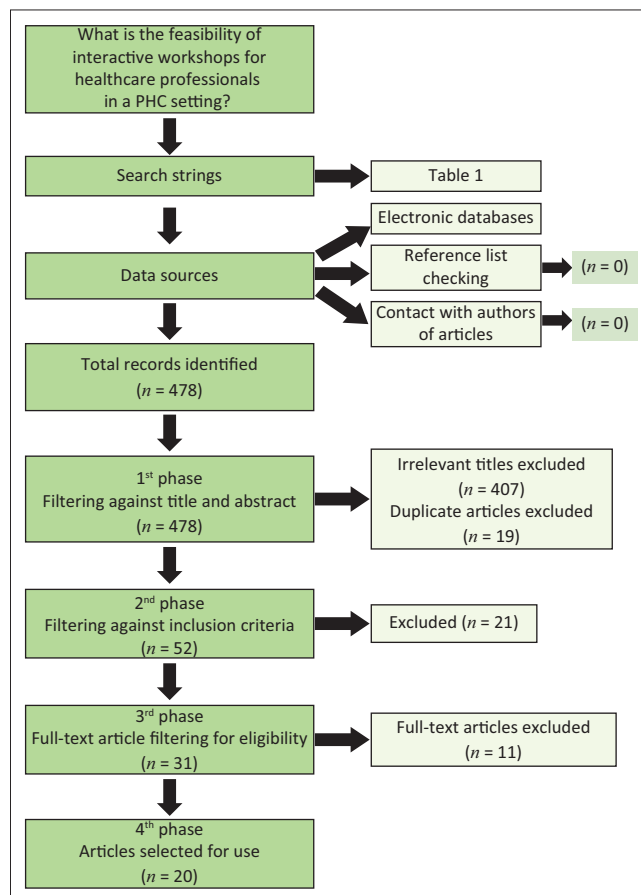 What is the feasibility of
interactive workshops for
healthcare professionals
in a PHC setting?
Search strings
Table 1
Electronic databases
Data sources
Reference list
checking
(n = 0)
Contact with authors
of articles
(n = 0)
Total records identified
(n = 478)
1st phase
Filtering against title and abstract
(n = 478)
Irrelevant titles excluded
(n = 407)
Duplicate articles excluded
(n = 19)
2nd phase
Filtering against inclusion criteria
(n = 52)
Excluded (n = 21)
3rd phase
Full-text article filtering for eligibility
(n = 31)
Full-text articles excluded
(n = 11)
4th phase
Articles selected for use
(n = 20)